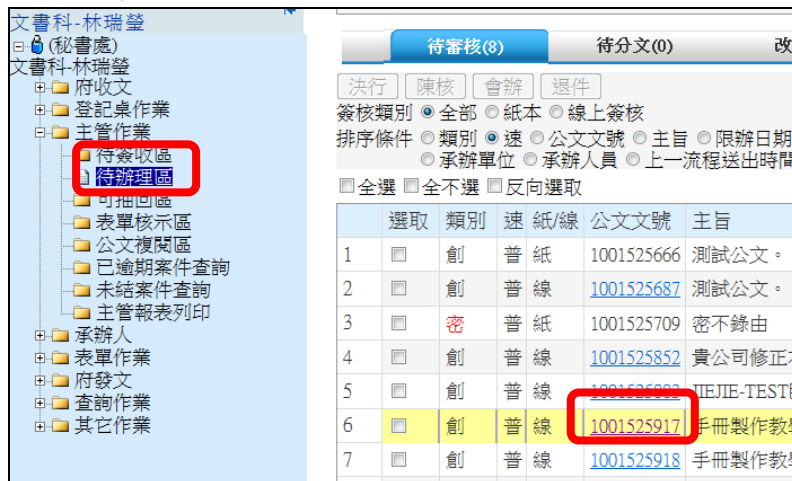 文書科-林瑞瑩
(秘書處)
文書科-林瑞瑩
府收文
登記桌作業
主管作業
待簽收區
待辦理區
可抽回區
表單核示區
公文複閱區
已逾期案件查詢
未結案件查詢
主管報表列印
承辦人
表單作業
府發文
查詢作業
其它作業
待審核(8) 待分文(0) 改
決行 陳核 會辦 退件
簽核類別 全部 紙本 線上簽核
排序條件 類別 速 公文文號 主旨 限辦日期
承辦單位 承辦人員 上一流程送出時間
全選 全不選 反向選取
選取 類別 速 紙/線 公文文號 主旨
1 創 普 紙 1001525666 測試公文。
2 創 普 線 1001525687 測試公文。
3 密 普 紙 1001525709 密不錄由
4 創 普 線 1001525852 貴公司修正
5 創 普 線 JIEJIE-TEST
6 創 普 線 1001525917 手冊製作教學
7 創 普 線 1001525918 手冊製作教學